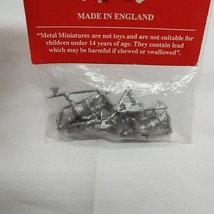 MADE IN ENGLAND
"Metal Miniatures are not toys and are not suitable for
children under 14 years of age. They contain lead
which may be harmful if chewed or swallowed".